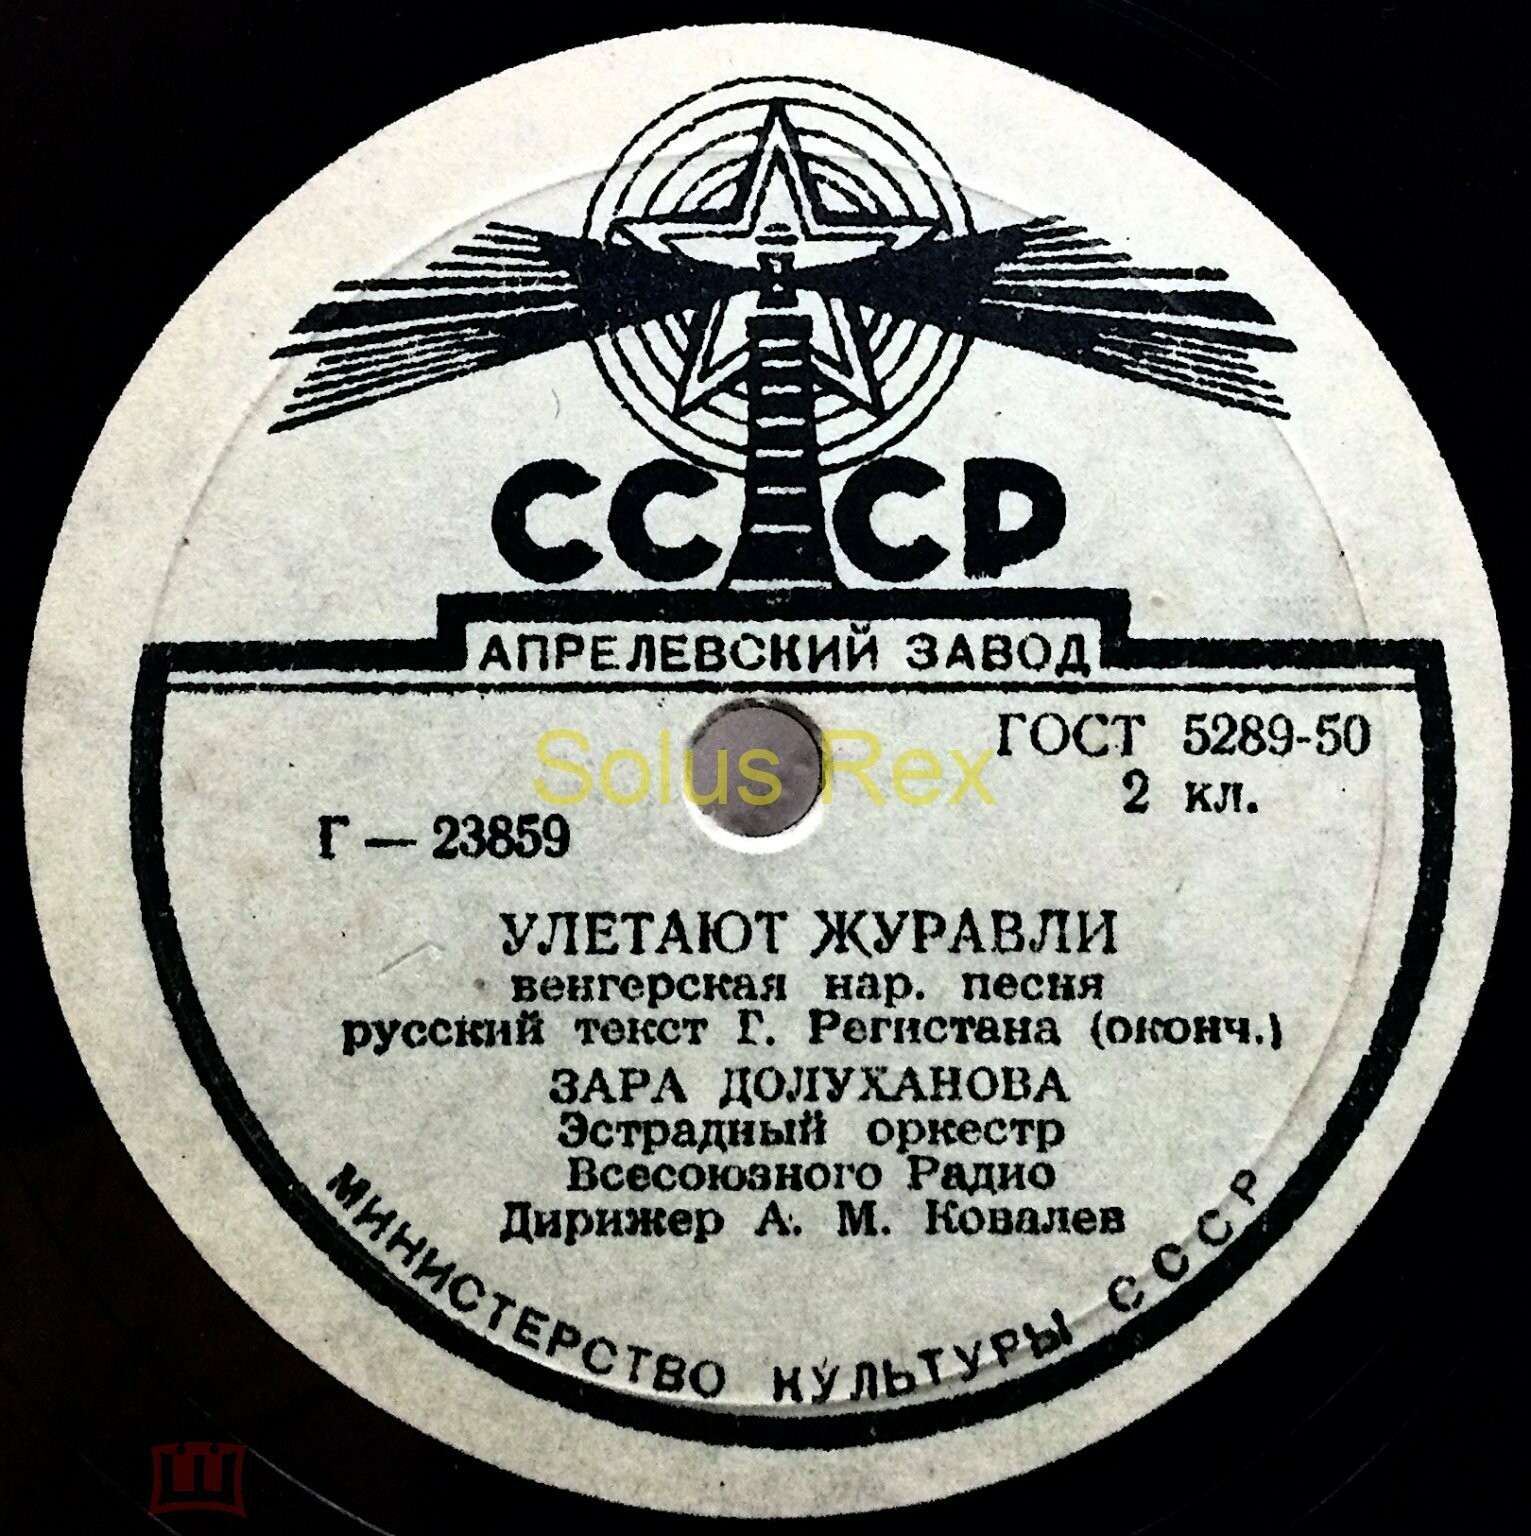 СССР
АПРЕЛЕВСКИЙ ЗАВОД
ГОСТ 5289-50
2 кл.
Solus Rex
Г — 23859
УЛЕТАЮТ ЖУРАВЛИ
венгерская нар. песня
русский текст Г. Регистана (оконч.)
ЗАРА ДОЛУХАНОВА
Эстрадный оркестр
Всесоюзного Радио
Дирижер А. М. Ковалев
МИНИСТЕРСТВО КУЛЬТУРЫ СССР